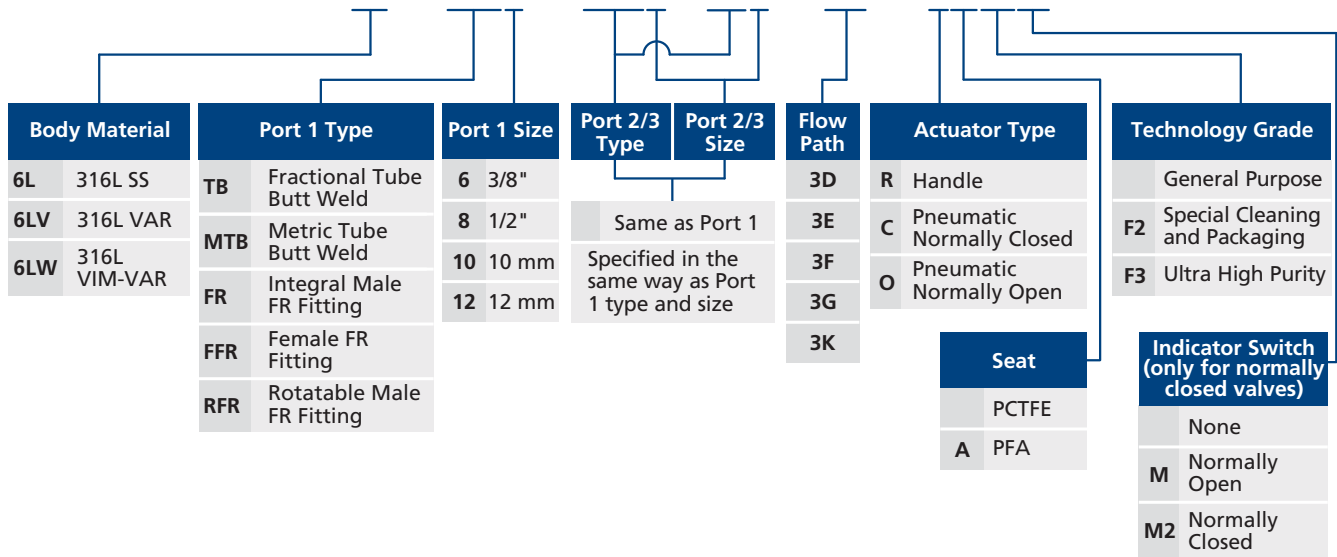 Body Material
6L 316L SS
6LV 316L VAR
6LW 316L
VIM-VAR
Port 1 Type
TB Fractional Tube
Butt Weld
MTB Metric Tube
Butt Weld
FR Integral Male
FR Fitting
FFR Female FR
Fitting
RFR Rotatable Male
FR Fitting
Port 1 Size
6 3/8"
8 1/2"
10 10 mm
12 12 mm
Port 2/3
Type
Port 2/3
Size
Same as Port 1
Specified in the
same way as Port
1 type and size
Flow
Path
3D
3E
3F
3G
3K
Actuator Type
R Handle
C Pneumatic
Normally Closed
O Pneumatic
Normally Open
Seat
PCTFE
A PFA
Technology Grade
General Purpose
F2 Special Cleaning
and Packaging
F3 Ultra High Purity
Indicator Switch
(only for normally
closed valves)
None
M Normally
Open
M2 Normally
Closed